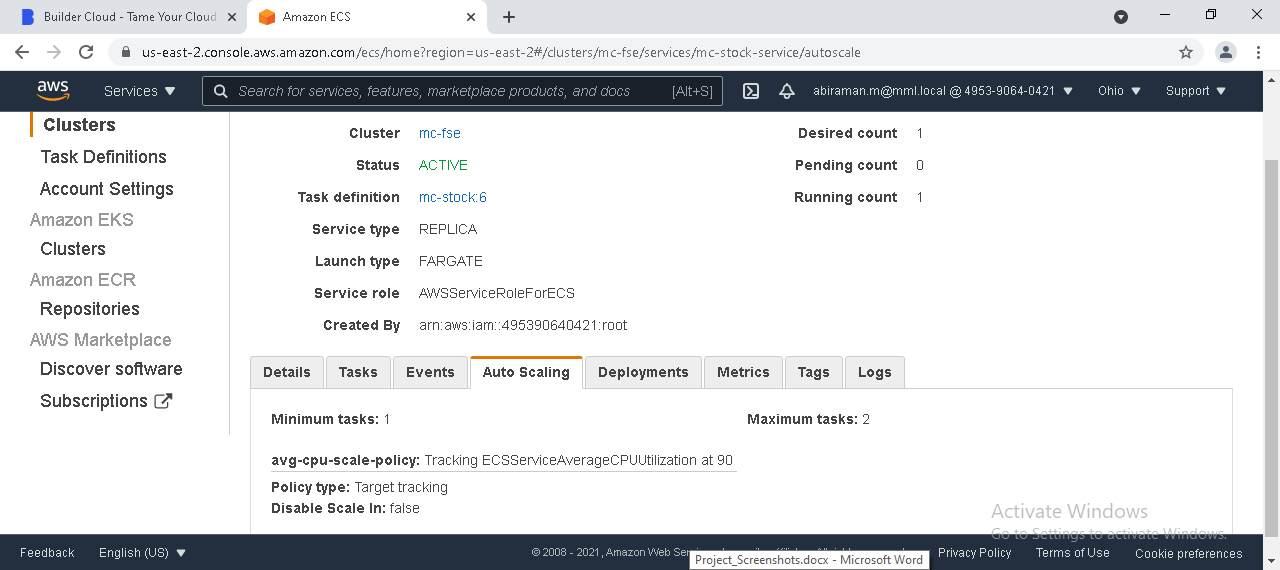 Builder Cloud - Tame Your Cloud
Amazon ECS
us-east-2.console.aws.amazon.com/ecs/home?region=us-east-2#/clusters/mc-fse/services/mc-stock-service/autoscale
aws
Services
Search for services, features, marketplace products, and docs [Alt+S]
abiraman.m@mml.local @ 4953-9064-0421
Ohio
Support
Clusters
Task Definitions
Account Settings
Amazon EKS
Clusters
Amazon ECR
Repositories
AWS Marketplace
Discover software
Subscriptions
Cluster mc-fse
Status ACTIVE
Task definition mc-stock:6
Service type REPLICA
Launch type FARGATE
Service role AWSServiceRoleForECS
Created By arn:aws:iam::495390640421:root
Desired count 1
Pending count 0
Running count 1
Details Tasks Events Auto Scaling Deployments Metrics Tags Logs
Minimum tasks: 1 Maximum tasks: 2
avg-cpu-scale-policy: Tracking ECSServiceAverageCPUUtilization at 90
Policy type: Target tracking
Disable Scale In: false
Activate Windows
Go to Settings to activate Windows.
Feedback English (US) © 2008 - 2021, Amazon Web Privacy Policy Terms of Use Cookie preferences
Project_Screenshots.docx - Microsoft Word